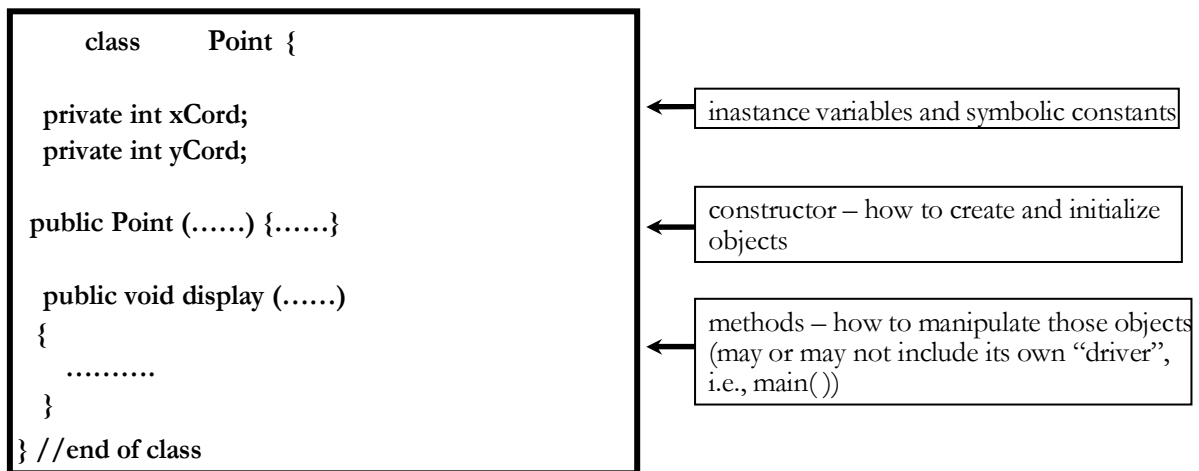 class Point {
private int xCord;
private int yCord;
public Point (……) {……}
public void display (……)
{
……….
}
} //end of class
inastance variables and symbolic constants
constructor – how to create and initialize
objects
methods – how to manipulate those objects
(may or may not include its own “driver”,
i.e., main( ))